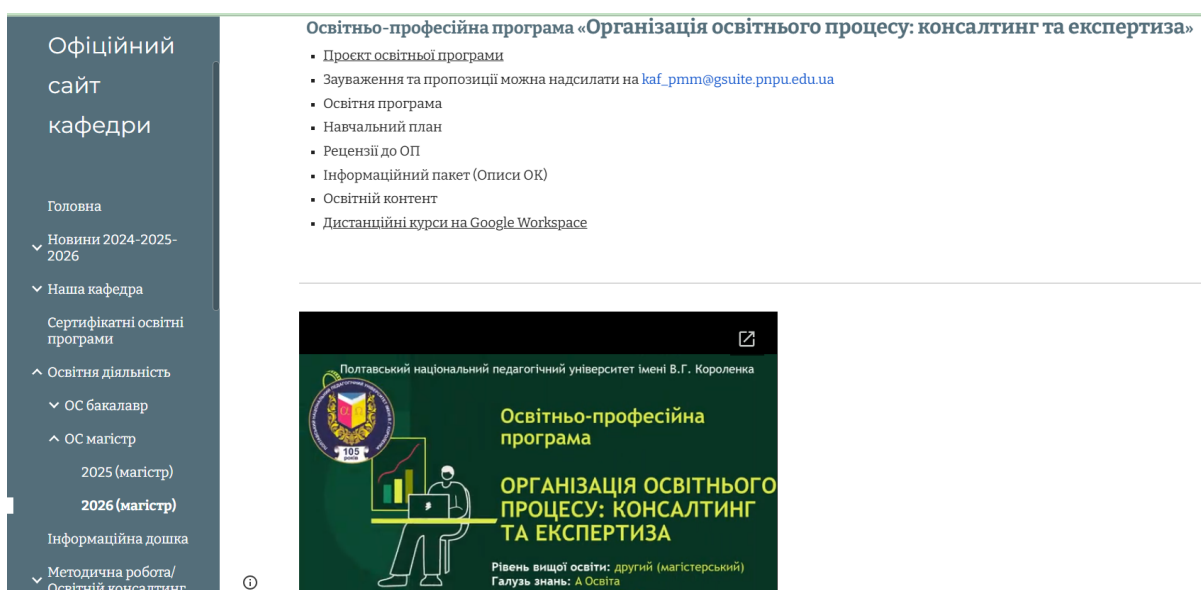 Офіційний
сайт
кафедри
Головна
Новини 2024-2025-
2026
Наша кафедра
Сертифікатні освітні
програми
Освітня діяльність
ОС бакалавр
ОС магістр
2025 (магістр)
2026 (магістр)
Інформаційна дошка
Методична робота/
Освітній консалтинг
Освітньо-професійна програма «Організація освітнього процесу: консалтинг та експертиза»
Проєкт освітньої програми
Зауваження та пропозиції можна надсилати на kaf_pmm@gsuite.pnpu.edu.ua
Освітня програма
Навчальний план
Рецензії до ОП
Інформаційний пакет (Описи ОК)
Освітній контент
Дистанційні курси на Google Workspace
Полтавський національний педагогічний університет імені В.Г. Короленка
105
років
Освітньо-професійна
програма
ОРГАНІЗАЦІЯ ОСВІТНЬОГО
ПРОЦЕСУ: КОНСАЛТИНГ
ТА ЕКСПЕРТИЗА
Рівень вищої освіти: другий (магістерський)
Галузь знань: А Освіта